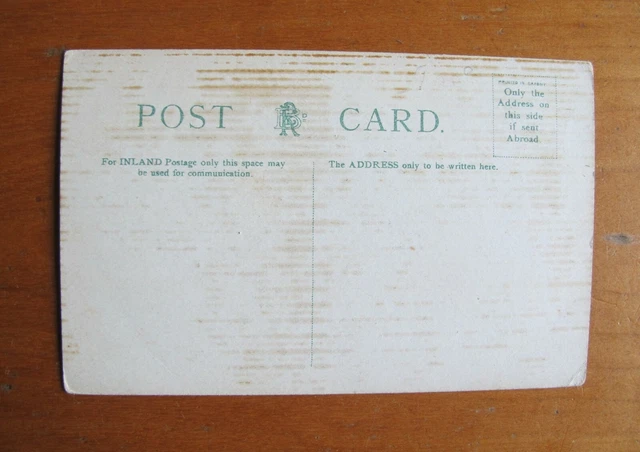 POST CARD.
Only the
Address on
this side
if sent
Abroad.
For INLAND Postage only this space may
be used for communication.
The ADDRESS only to be written here.